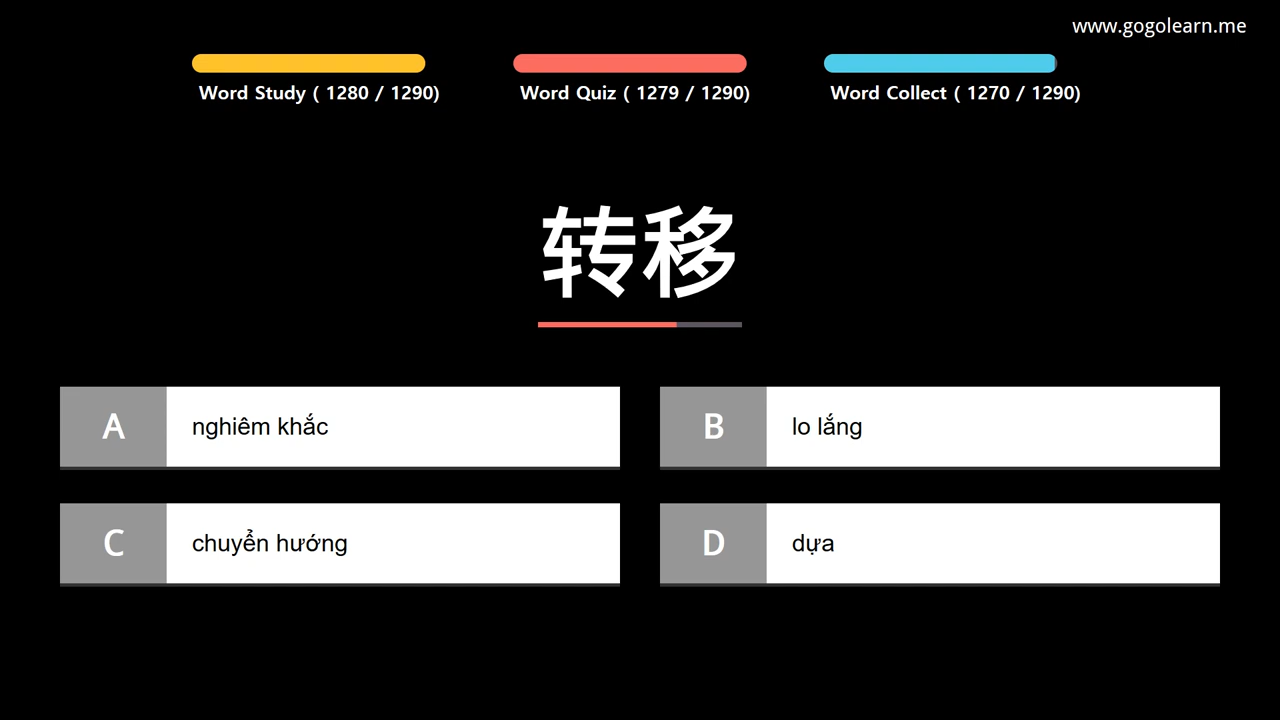 www.gogolearn.me
Word Study ( 1280 / 1290)
Word Quiz ( 1279 / 1290)
Word Collect ( 1270 / 1290)
转移
A nghiêm khắc
B lo lắng
C chuyển hướng
D dựa